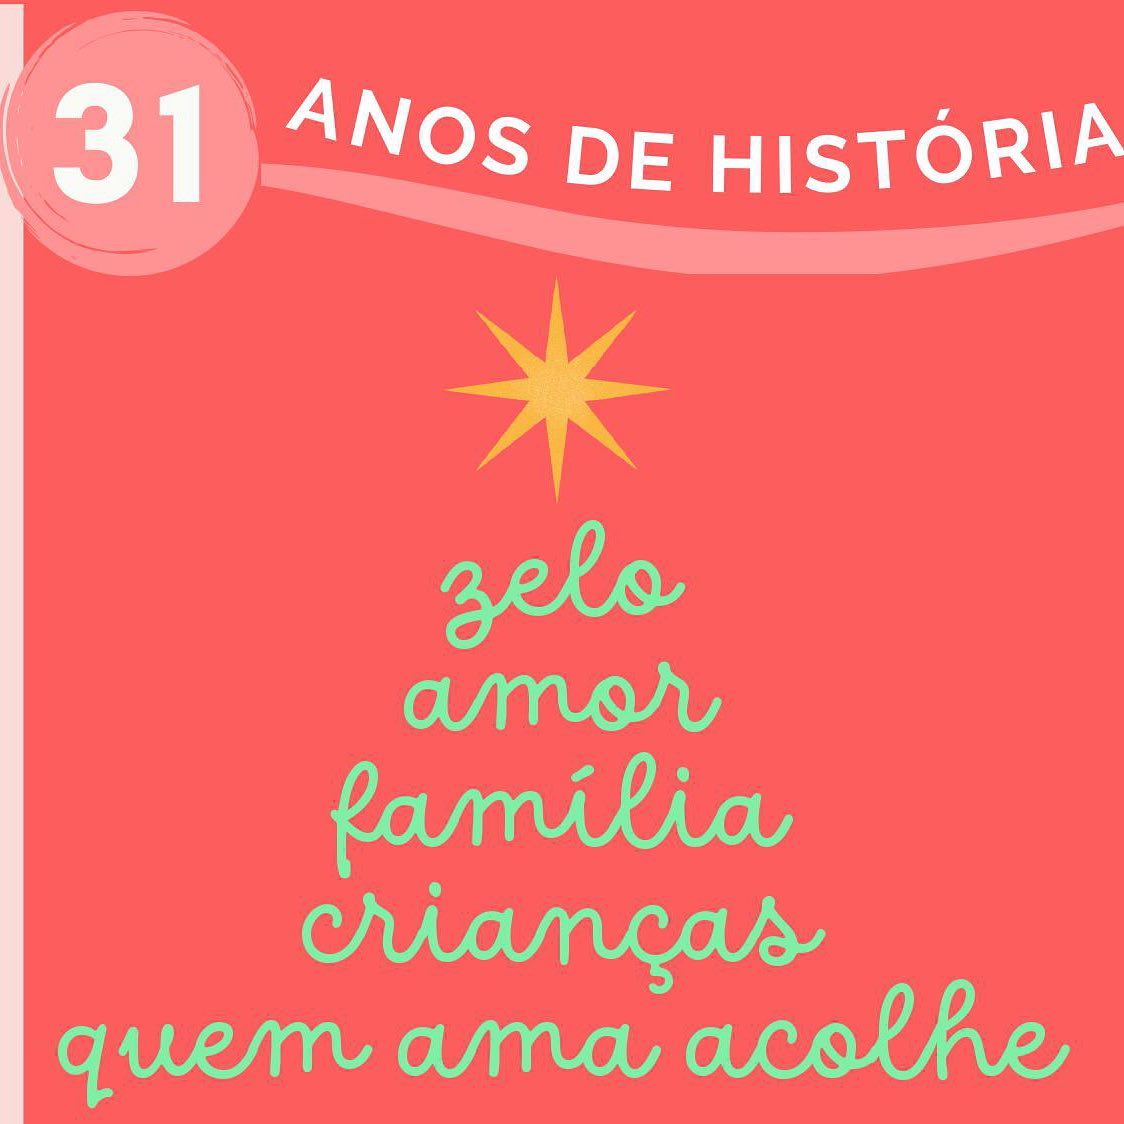 31 ANOS DE HISTÓRIA
zelo
amor
família
crianças
quem ama acolhe